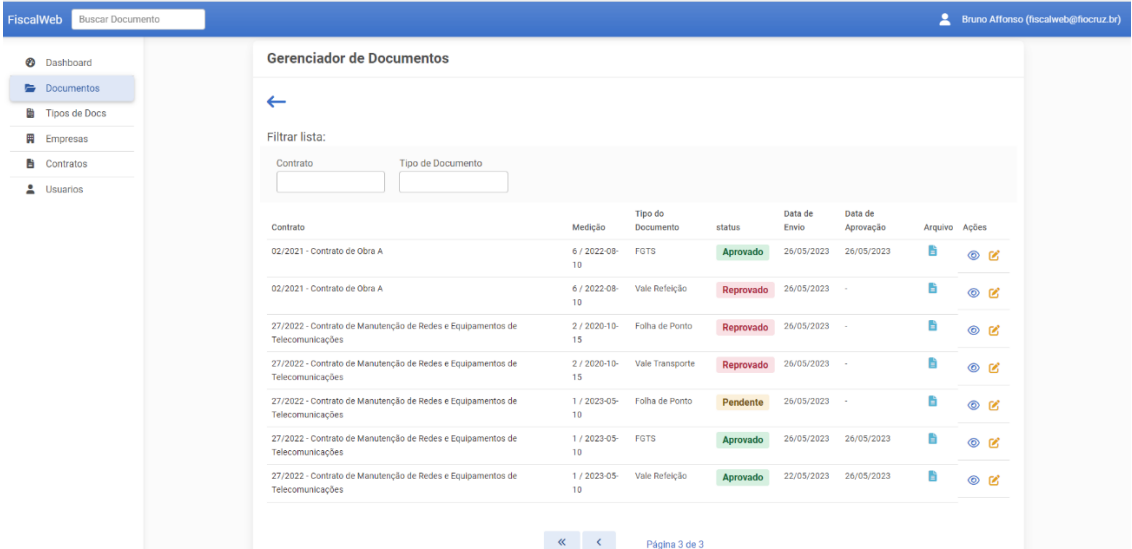 FiscalWeb Buscar Documento Bruno Affonso (fiscalweb@fiocruz.br)
Dashboard
Documentos
Tipos de Docs
Empresas
Contratos
Usuarios
Gerenciador de Documentos
Filtrar lista:
Contrato Tipo de Documento
Contrato Medição Tipo do Documento status Data de Envio Data de Aprovação Arquivo Ações
02/2021 - Contrato de Obra A 6 / 2022-08-10 FGTS Aprovado 26/05/2023 26/05/2023
02/2021 - Contrato de Obra A 6 / 2022-08-10 Vale Refeição Reprovado 26/05/2023 -
27/2022 - Contrato de Manutenção de Redes e Equipamentos de Telecomunicações 2 / 2020-10-15 Folha de Ponto Reprovado 26/05/2023 -
27/2022 - Contrato de Manutenção de Redes e Equipamentos de Telecomunicações 2 / 2020-10-15 Vale Transporte Reprovado 26/05/2023 -
27/2022 - Contrato de Manutenção de Redes e Equipamentos de Telecomunicações 1 / 2023-05-10 Folha de Ponto Pendente 26/05/2023 -
27/2022 - Contrato de Manutenção de Redes e Equipamentos de Telecomunicações 1 / 2023-05-10 FGTS Aprovado 26/05/2023 26/05/2023
27/2022 - Contrato de Manutenção de Redes e Equipamentos de Telecomunicações 1 / 2023-05-10 Vale Refeição Aprovado 22/05/2023 26/05/2023
« ‹ Página 3 de 3